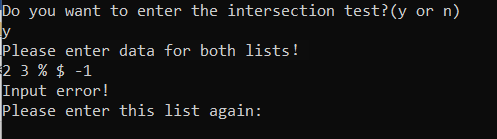 Do you want to enter the intersection test?(y or n)
y
Please enter data for both lists!
2 3 % $ -1
Input error!
Please enter this list again: